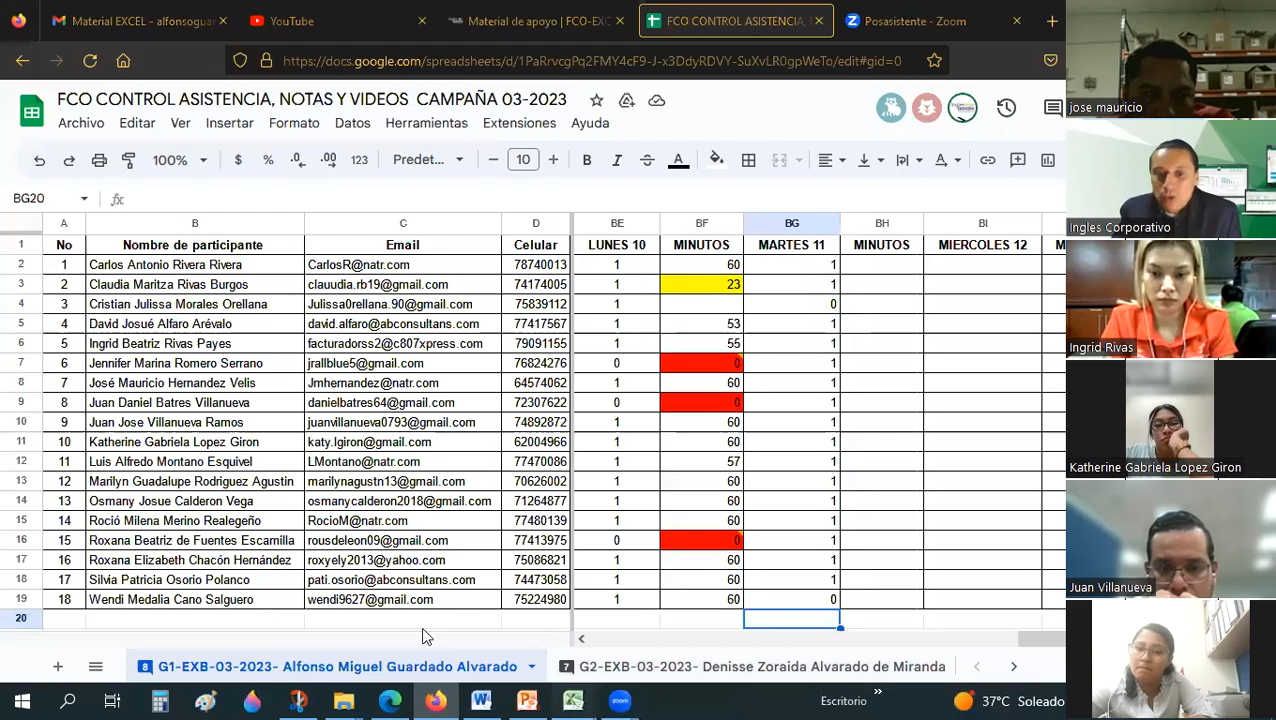 Material EXCEL - alfonsoguar
YouTube
Material de apoyo | FCO-EXC
FCO CONTROL ASISTENCIA,
Posasistente - Zoom
https://docs.google.com/spreadsheets/d/1PaRrvcgPq2FMY4cF9-J-x3DdyRDVY-SuXvLR0gpWeTo/edit#gid=0
FCO CONTROL ASISTENCIA, NOTAS Y VIDEOS CAMPAÑA 03-2023
Archivo Editar Ver Insertar Formato Datos Herramientas Extensiones Ayuda
100% $ % .0 .00 123 Predet... 10 B I A
BG20 fx
A B C D BE BF BG BH BI
1 No Nombre de participante Email Celular LUNES 10 MINUTOS MARTES 11 MINUTOS MIERCOLES 12
2 1 Carlos Antonio Rivera Rivera CarlosR@natr.com 78740013 1 60 1
3 2 Claudia Maritza Rivas Burgos clauudia.rb19@gmail.com 74174005 1 23 1
4 3 Cristian Julissa Morales Orellana Julissa0rellana.90@gmail.com 75839112 1 0
5 4 David Josué Alfaro Arévalo david.alfaro@abconsultans.com 77417567 1 53 1
6 5 Ingrid Beatriz Rivas Payes facturadorss2@c807xpress.com 79091155 1 55 1
7 6 Jennifer Marina Romero Serrano jrallblue5@gmail.com 76824276 0 0 1
8 7 José Mauricio Hernandez Velis Jmhernandez@natr.com 64574062 1 60 1
9 8 Juan Daniel Batres Villanueva danielbatres64@gmail.com 72307622 0 0 1
10 9 Juan Jose Villanueva Ramos juanvillanueva0793@gmail.com 74892872 1 60 1
11 10 Katherine Gabriela Lopez Giron katy.lgiron@gmail.com 62004966 1 60 1
12 11 Luis Alfredo Montano Esquivel LMontano@natr.com 77470086 1 57 1
13 12 Marilyn Guadalupe Rodriguez Agustin marilynagustn13@gmail.com 70626002 1 60 1
14 13 Osmany Josue Calderon Vega osmanycalderon2018@gmail.com 71264877 1 60 1
15 14 Roció Milena Merino Realegeño RocioM@natr.com 77480139 1 60 1
16 15 Roxana Beatriz de Fuentes Escamilla rousdeleon09@gmail.com 77413975 0 0 1
17 16 Roxana Elizabeth Chacón Hernández roxyely2013@yahoo.com 75086821 1 60 1
18 17 Silvia Patricia Osorio Polanco pati.osorio@abconsultans.com 74473058 1 60 1
19 18 Wendi Medalia Cano Salguero wendi9627@gmail.com 75224980 1 60 0
20
8 G1-EXB-03-2023- Alfonso Miguel Guardado Alvarado
7 G2-EXB-03-2023- Denisse Zoraida Alvarado de Miranda
Escritorio
37°C Soleado
jose mauricio
Ingles Corporativo
Ingrid Rivas
Katherine Gabriela Lopez Giron
Juan Villanueva